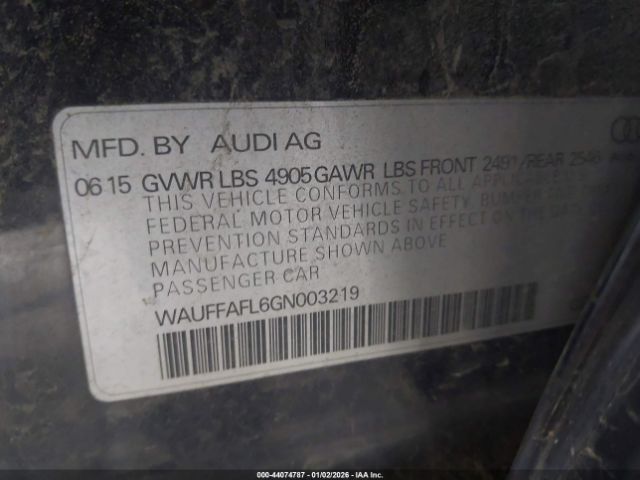 MFD. BY AUDI AG
06 15 GVWR LBS 4905 GAWR LBS FRONT 2491/REAR 2546
THIS VEHICLE CONFORMS TO ALL
FEDERAL MOTOR VEHICLE SAFETY, BUMPER
PREVENTION STANDARDS IN EFFECT ON THE
MANUFACTURE SHOWN ABOVE
PASSENGER CAR
WAUFFAFL6GN003219
000-44074787 - 01/02/2026 - IAA Inc.